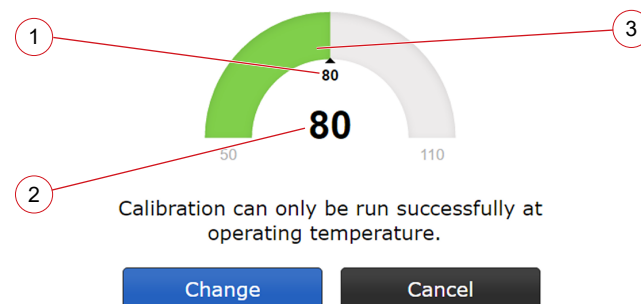 1
3
80
80
50
110
2
Calibration can only be run successfully at
operating temperature.
Change
Cancel